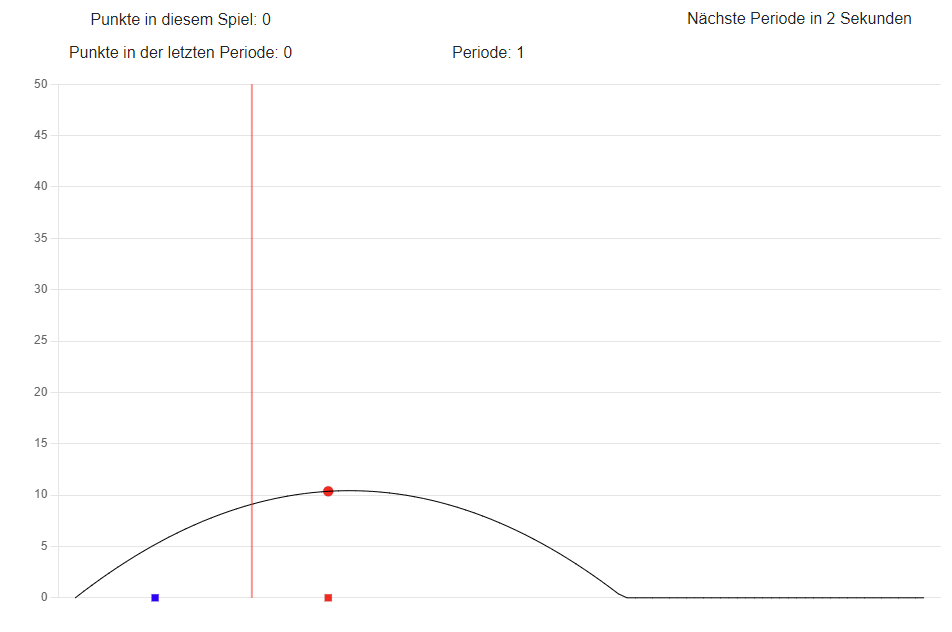 Punkte in diesem Spiel: 0
Nächste Periode in 2 Sekunden
Punkte in der letzten Periode: 0
Periode: 1
50
45
40
35
30
25
20
15
10
5
0